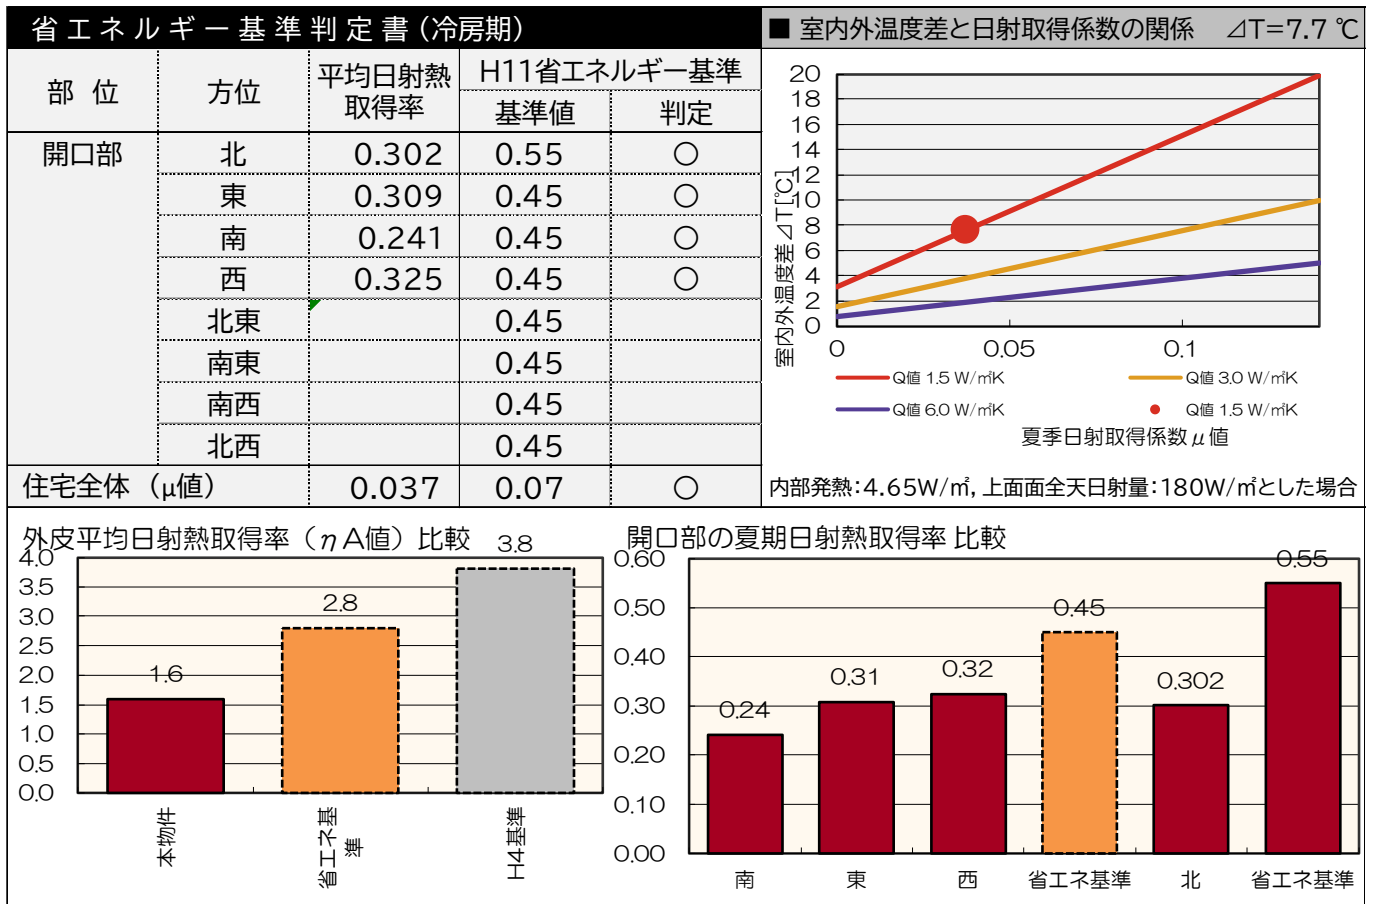 省エネルギー基準判定書（冷房期）
部 位 方位 平均日射熱取得率 H11省エネルギー基準
基準値 判定
開口部 北 0.302 0.55 ○
東 0.309 0.45 ○
南 0.241 0.45 ○
西 0.325 0.45 ○
北東 0.45
南東 0.45
南西 0.45
北西 0.45
住宅全体（μ値） 0.037 0.07 ○
■ 室内外温度差と日射取得係数の関係 ⊿T=7.7 ℃
室内外温度差⊿T[℃]
20
18
16
14
12
10
8
6
4
2
0
0 0.05 0.1
Q値 1.5 W/㎡K Q値 3.0 W/㎡K
Q値 6.0 W/㎡K Q値 1.5 W/㎡K
夏季日射取得係数μ値
内部発熱：4.65W/㎡, 上面面全天日射量：180W/㎡とした場合
外皮平均日射熱取得率（ηA値）比較
4.0
3.5
3.0
2.5
2.0
1.5
1.0
0.5
0.0
1.6 2.8 3.8
本物件 省エネ基準 H4基準
開口部の夏期日射熱取得率 比較
0.60
0.50
0.40
0.30
0.20
0.10
0.00
0.24 0.31 0.32 0.45 0.302 0.55
南 東 西 省エネ基準 北 省エネ基準